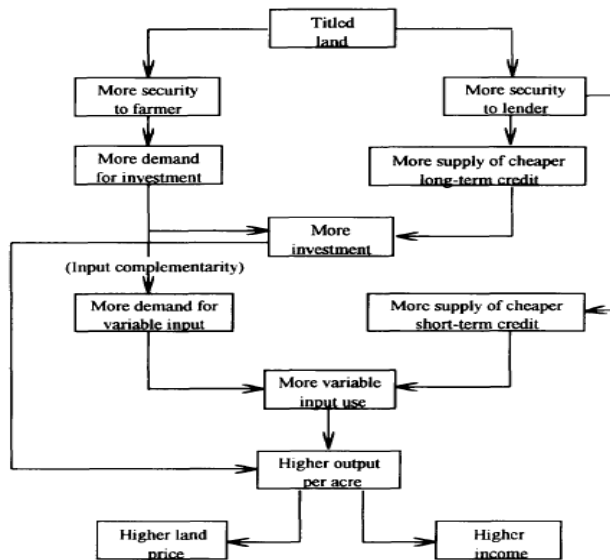 Titled
land
More security
to farmer
More security
to lender
More demand
for investment
More supply of cheaper
long-term credit
More
investment
(Input complementarity)
More demand for
variable input
More supply of cheaper
short-term credit
More variable
input use
Higher output
per acre
Higher land
price
Higher
income